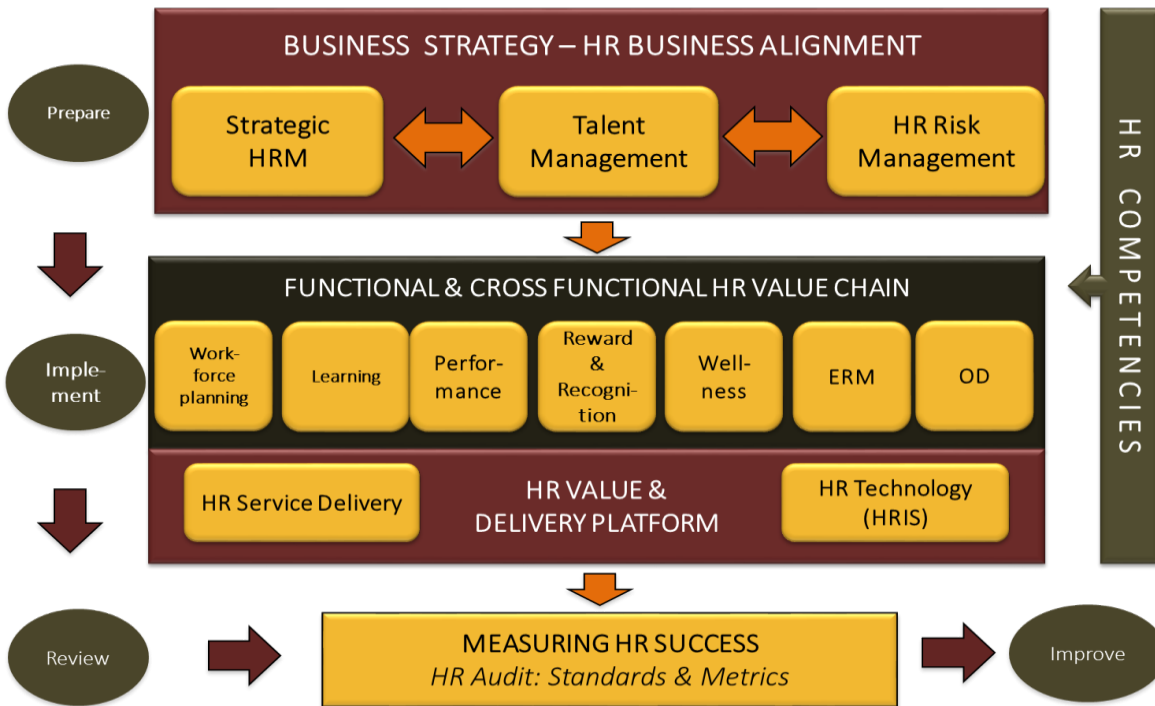 BUSINESS STRATEGY – HR BUSINESS ALIGNMENT
Prepare
Strategic
HRM
Talent
Management
HR Risk
Management
FUNCTIONAL & CROSS FUNCTIONAL HR VALUE CHAIN
Imple-
ment
Work-
force
planning
Learning
Perfor-
mance
Reward
&
Recogni-
tion
Well-
ness
ERM
OD
HR Service Delivery
HR VALUE &
DELIVERY PLATFORM
HR Technology
(HRIS)
Review
MEASURING HR SUCCESS
HR Audit: Standards & Metrics
Improve
HR COMPETENCIES